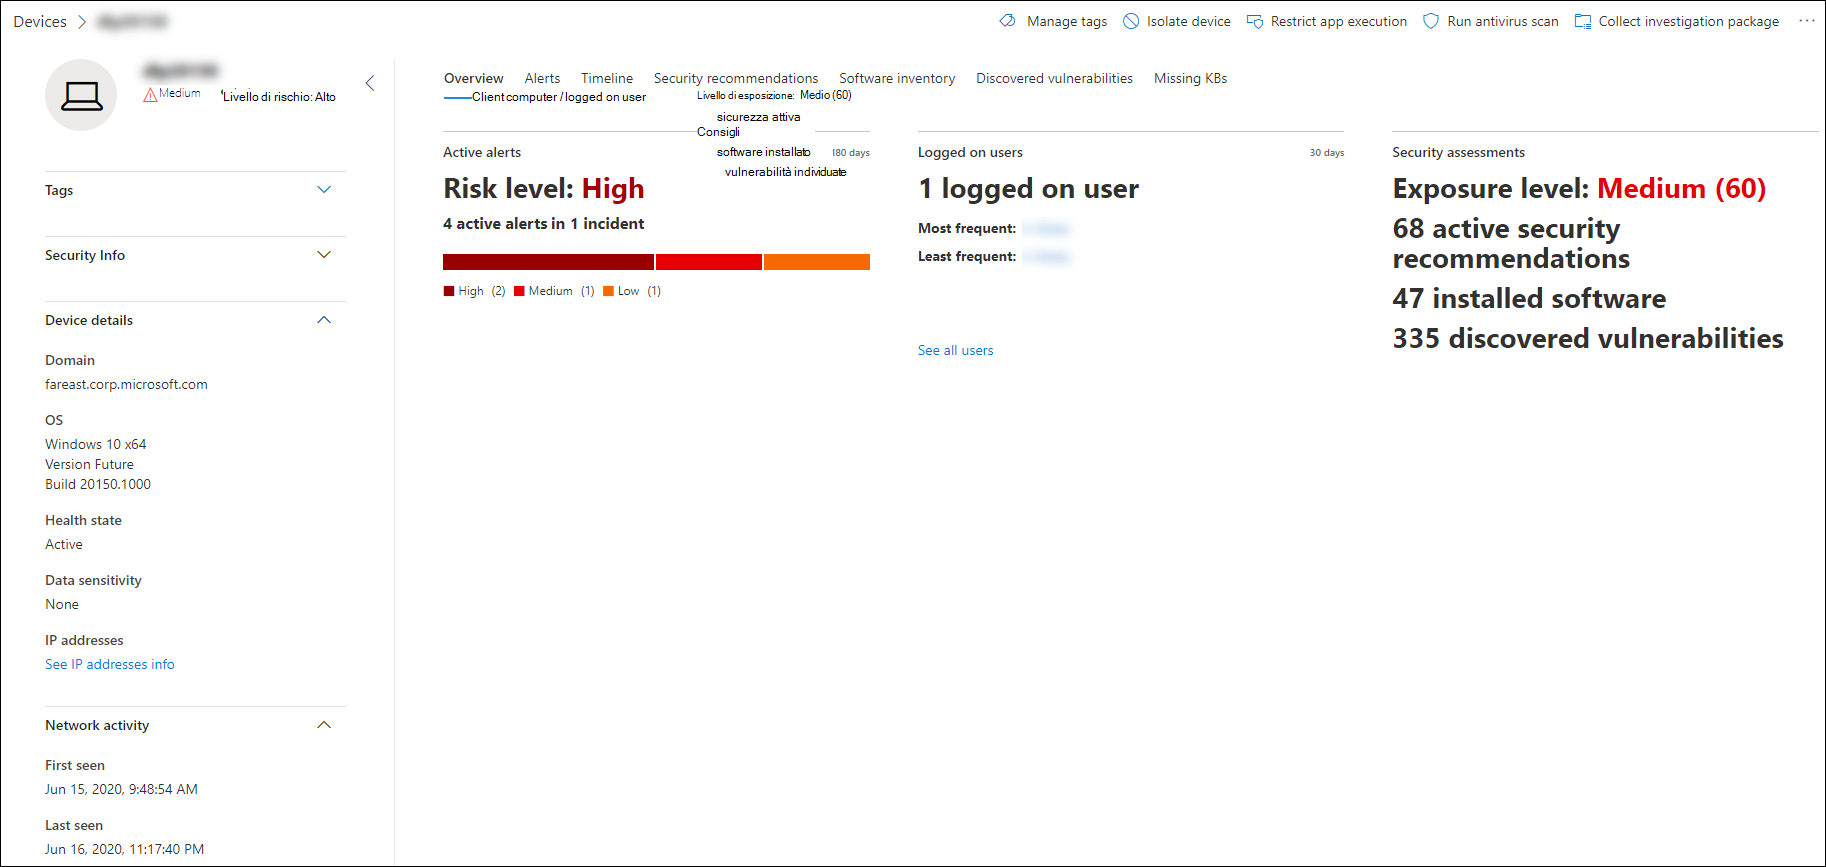 Devices
Manage tags
Isolate device
Restrict app execution
Run antivirus scan
Collect investigation package
Medium
Livello di rischio: Alto
Tags
Security Info
Device details
Domain
fareast.corp.microsoft.com
OS
Windows 10 x64
Version Future
Build 20150.1000
Health state
Active
Data sensitivity
None
IP addresses
See IP addresses info
Network activity
First seen
Jun 15, 2020, 9:48:54 AM
Last seen
Jun 16, 2020, 11:17:40 PM
Overview
Alerts
Timeline
Security recommendations
Software inventory
Discovered vulnerabilities
Missing KBs
Client computer / logged on user
Livello di esposizione: Medio (60)
sicurezza attiva
Consigli
software installato
vulnerabilità individuate
Active alerts
180 days
Risk level: High
4 active alerts in 1 incident
High (2)
Medium (1)
Low (1)
Logged on users
30 days
1 logged on user
Most frequent:
Least frequent:
See all users
Security assessments
Exposure level: Medium (60)
68 active security
recommendations
47 installed software
335 discovered vulnerabilities